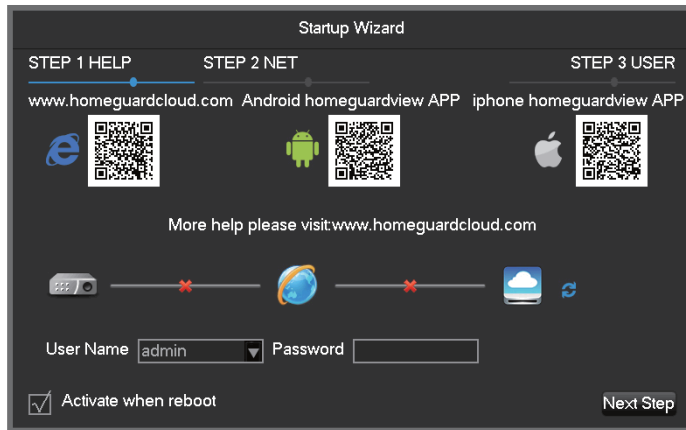 Startup Wizard
STEP 1 HELP STEP 2 NET STEP 3 USER
www.homeguardcloud.com Android homeguardview APP iphone homeguardview APP
More help please visit:www.homeguardcloud.com
User Name admin Password
Activate when reboot Next Step